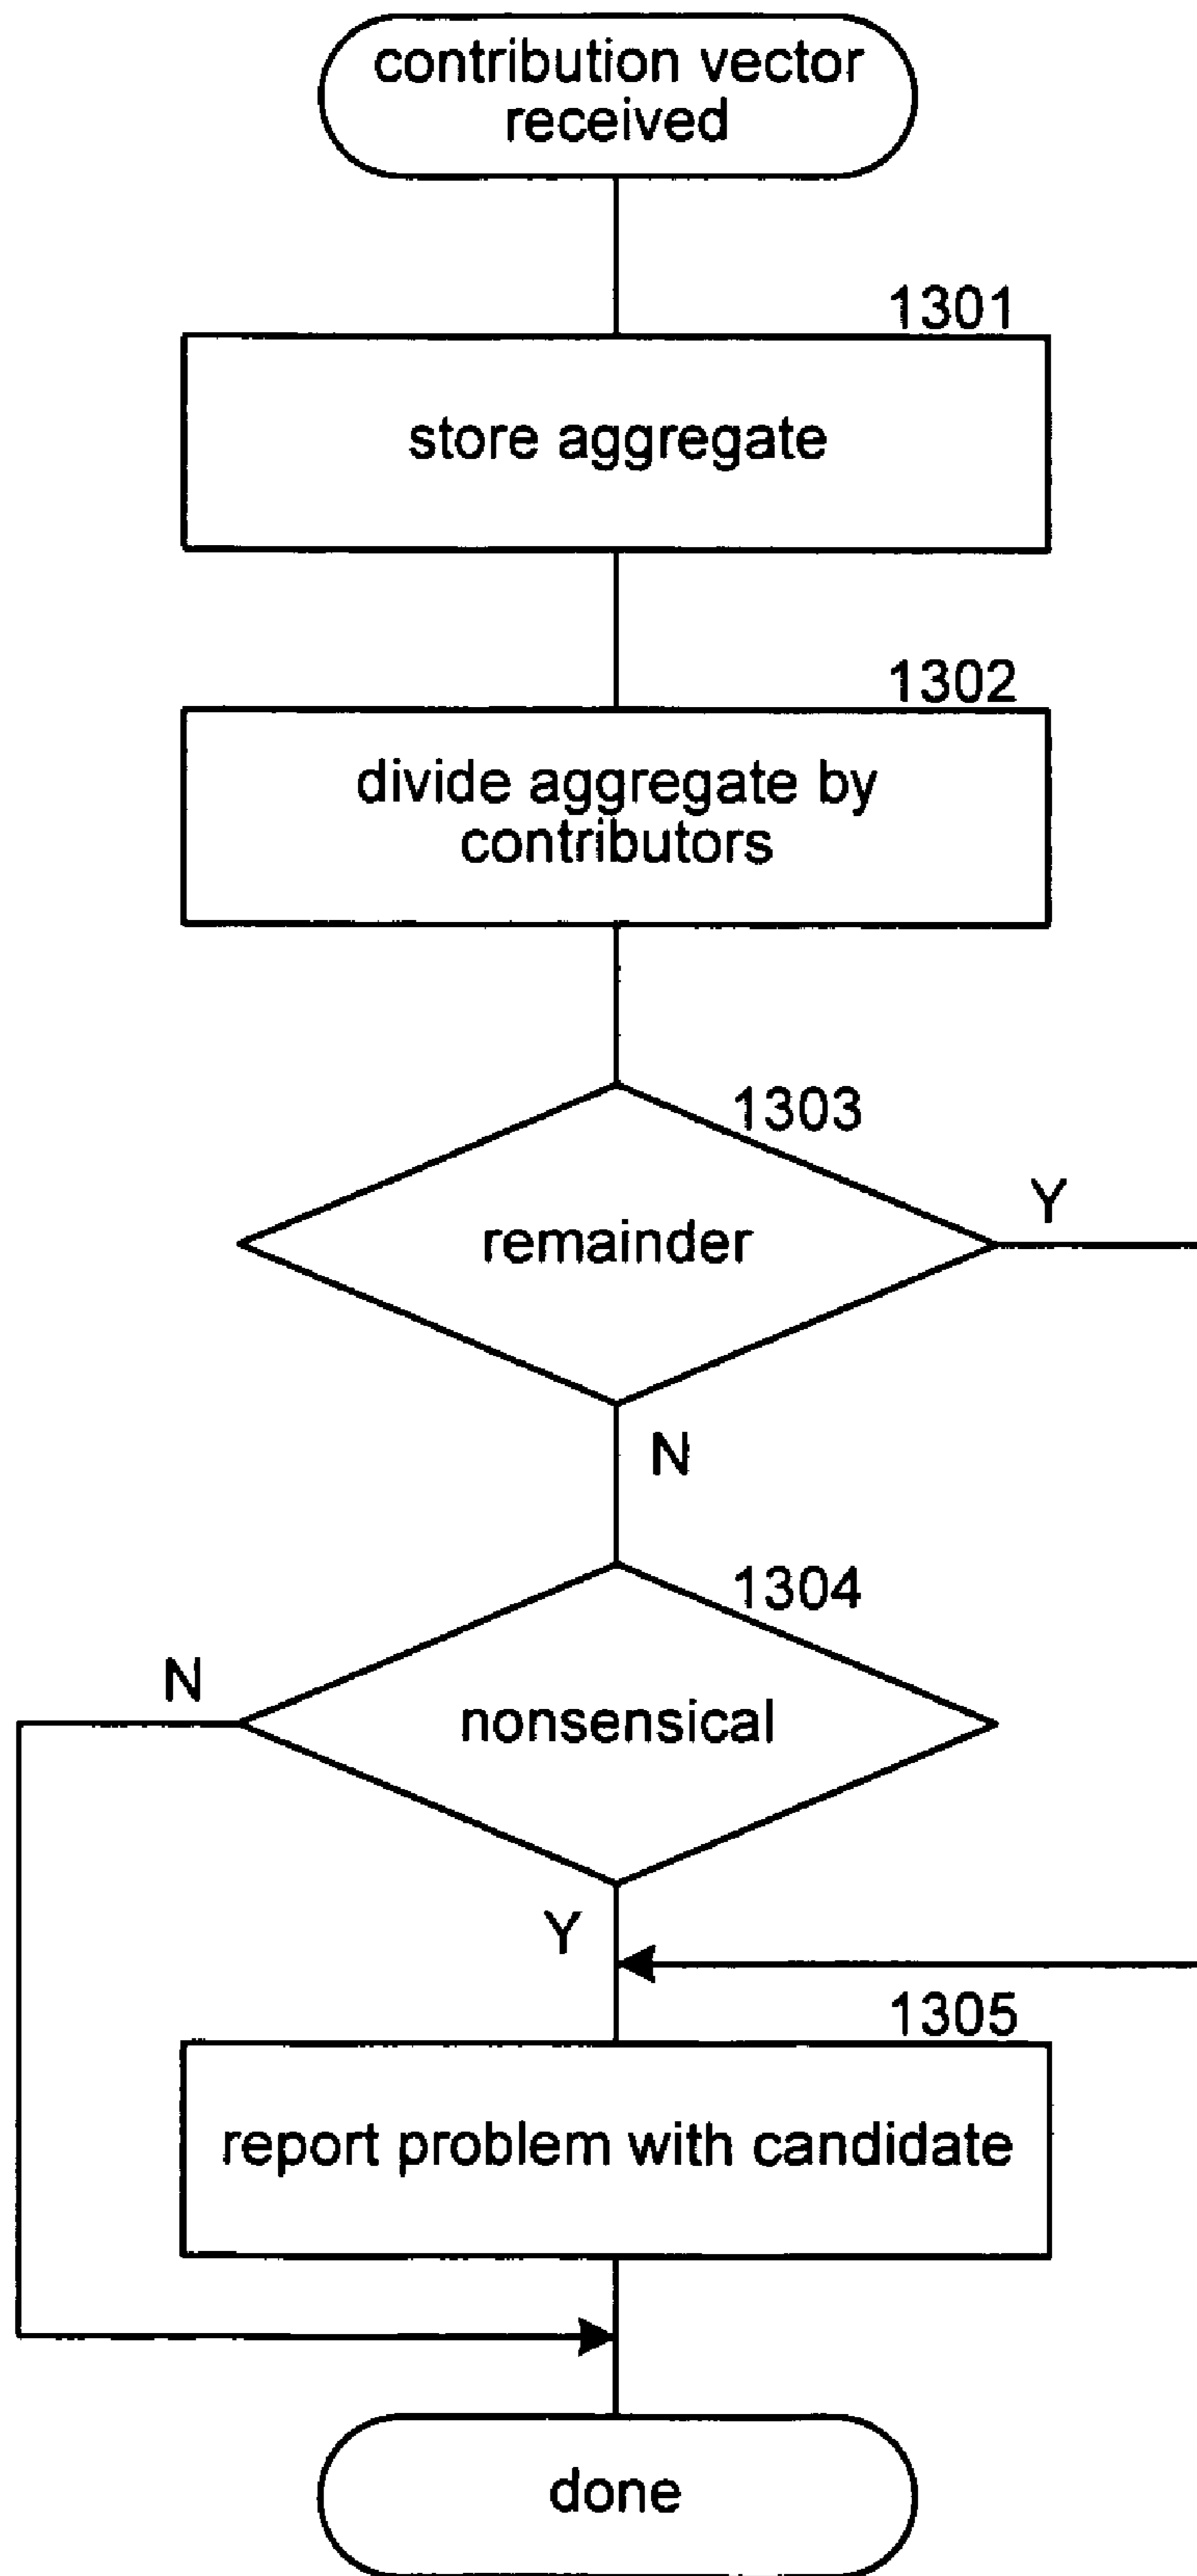 contribution vector
received
1301
store aggregate
1302
divide aggregate by
contributors
1303
remainder
Y
N
1304
nonsensical
N
Y
1305
report problem with candidate
done